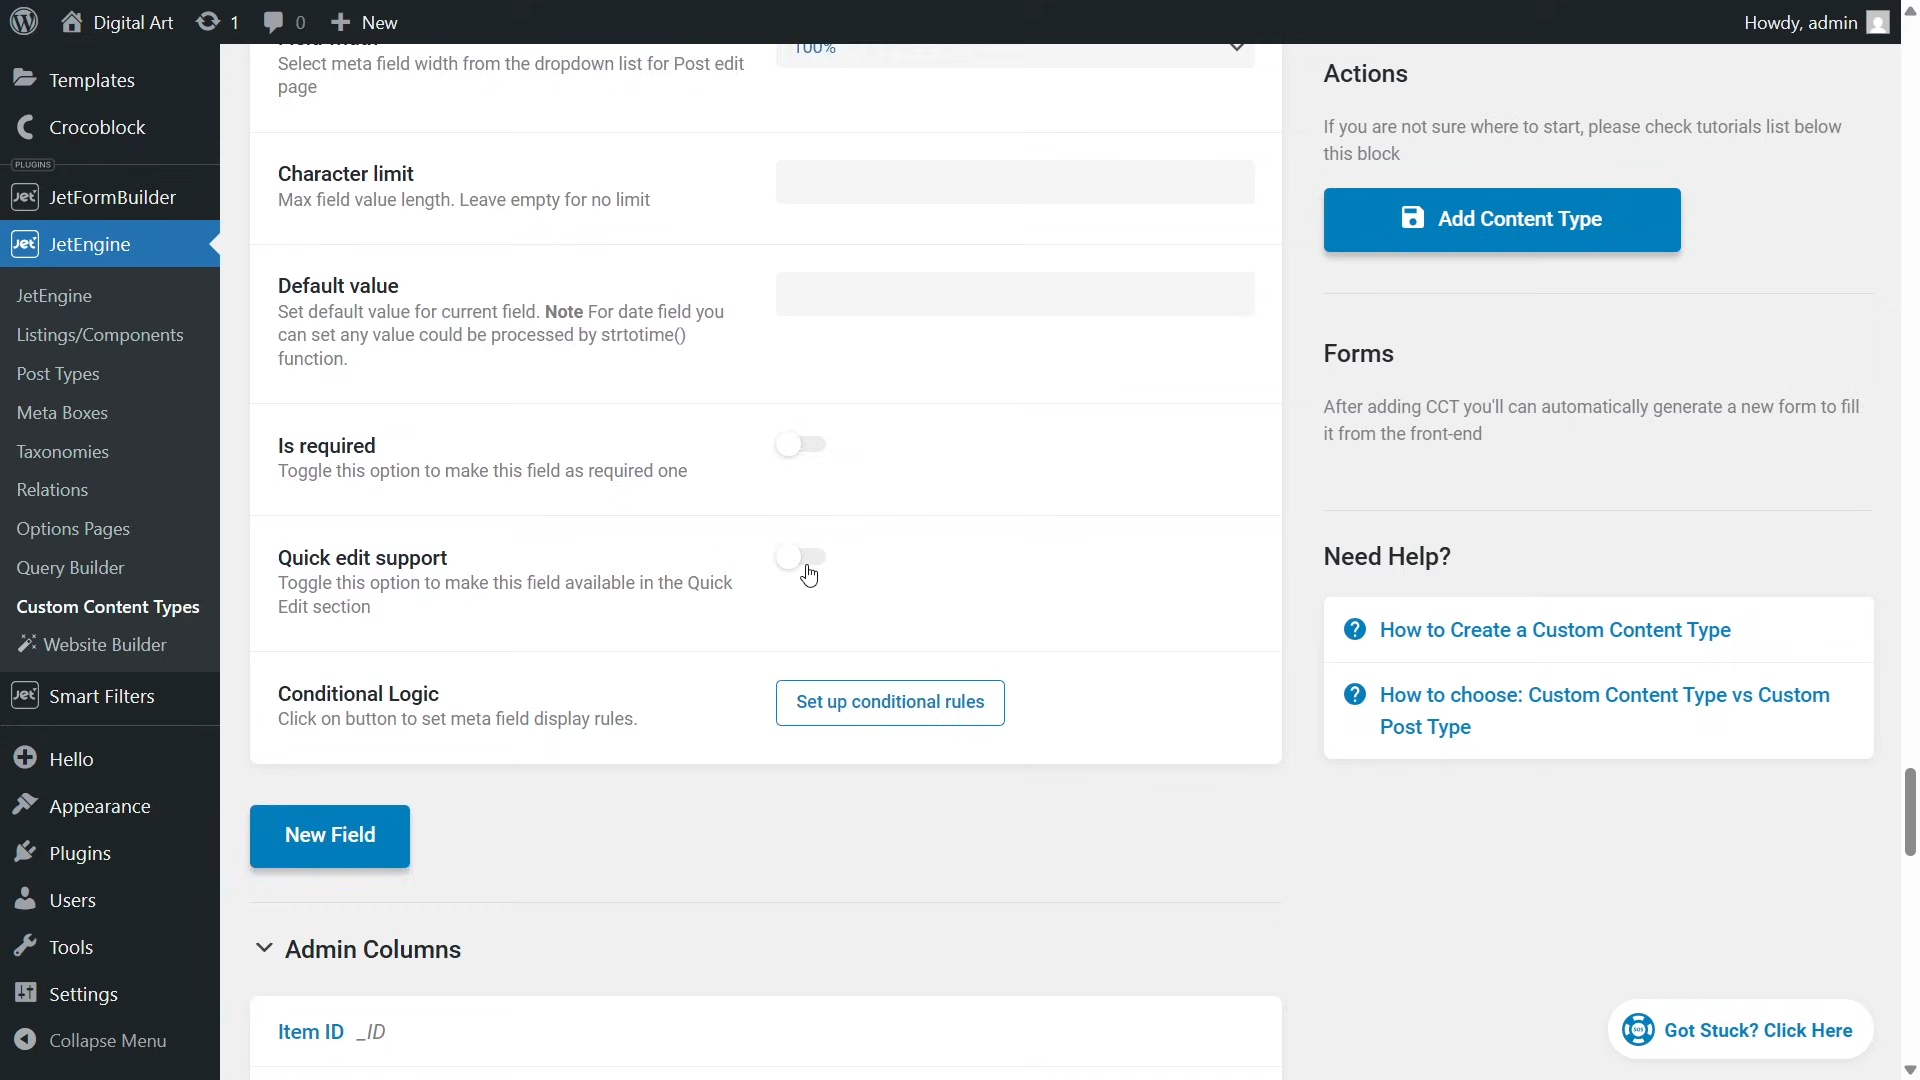 Digital Art
1
0
New
Howdy, admin
Templates
Crocoblock
PLUGINS
Jet JetFormBuilder
Jet JetEngine
JetEngine
Listings/Components
Post Types
Meta Boxes
Taxonomies
Relations
Options Pages
Query Builder
Custom Content Types
Website Builder
Jet Smart Filters
Hello
Appearance
Plugins
Users
Tools
Settings
Collapse Menu
100%
Select meta field width from the dropdown list for Post edit
page
Character limit
Max field value length. Leave empty for no limit
Default value
Set default value for current field. Note For date field you
can set any value could be processed by strtotime()
function.
Is required
Toggle this option to make this field as required one
Quick edit support
Toggle this option to make this field available in the Quick
Edit section
Conditional Logic
Click on button to set meta field display rules.
Set up conditional rules
New Field
Admin Columns
Item ID _ID
Actions
If you are not sure where to start, please check tutorials list below
this block
Add Content Type
Forms
After adding CCT you'll can automatically generate a new form to fill
it from the front-end
Need Help?
How to Create a Custom Content Type
How to choose: Custom Content Type vs Custom
Post Type
SOS
Got Stuck? Click Here